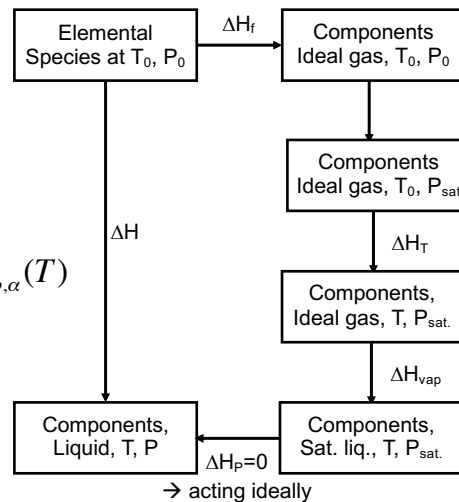 Elemental
Species at T₀, P₀
ΔH_f
Components
Ideal gas, T₀, P₀
Components
Ideal gas, T₀, P_sat
ΔH
ΔH_T
,α(T)
Components,
Ideal gas, T, P_sat.
ΔH_vap
Components,
Liquid, T, P
ΔH_P=0
Sat. liq., T, P_sat.
Components,
→ acting ideally